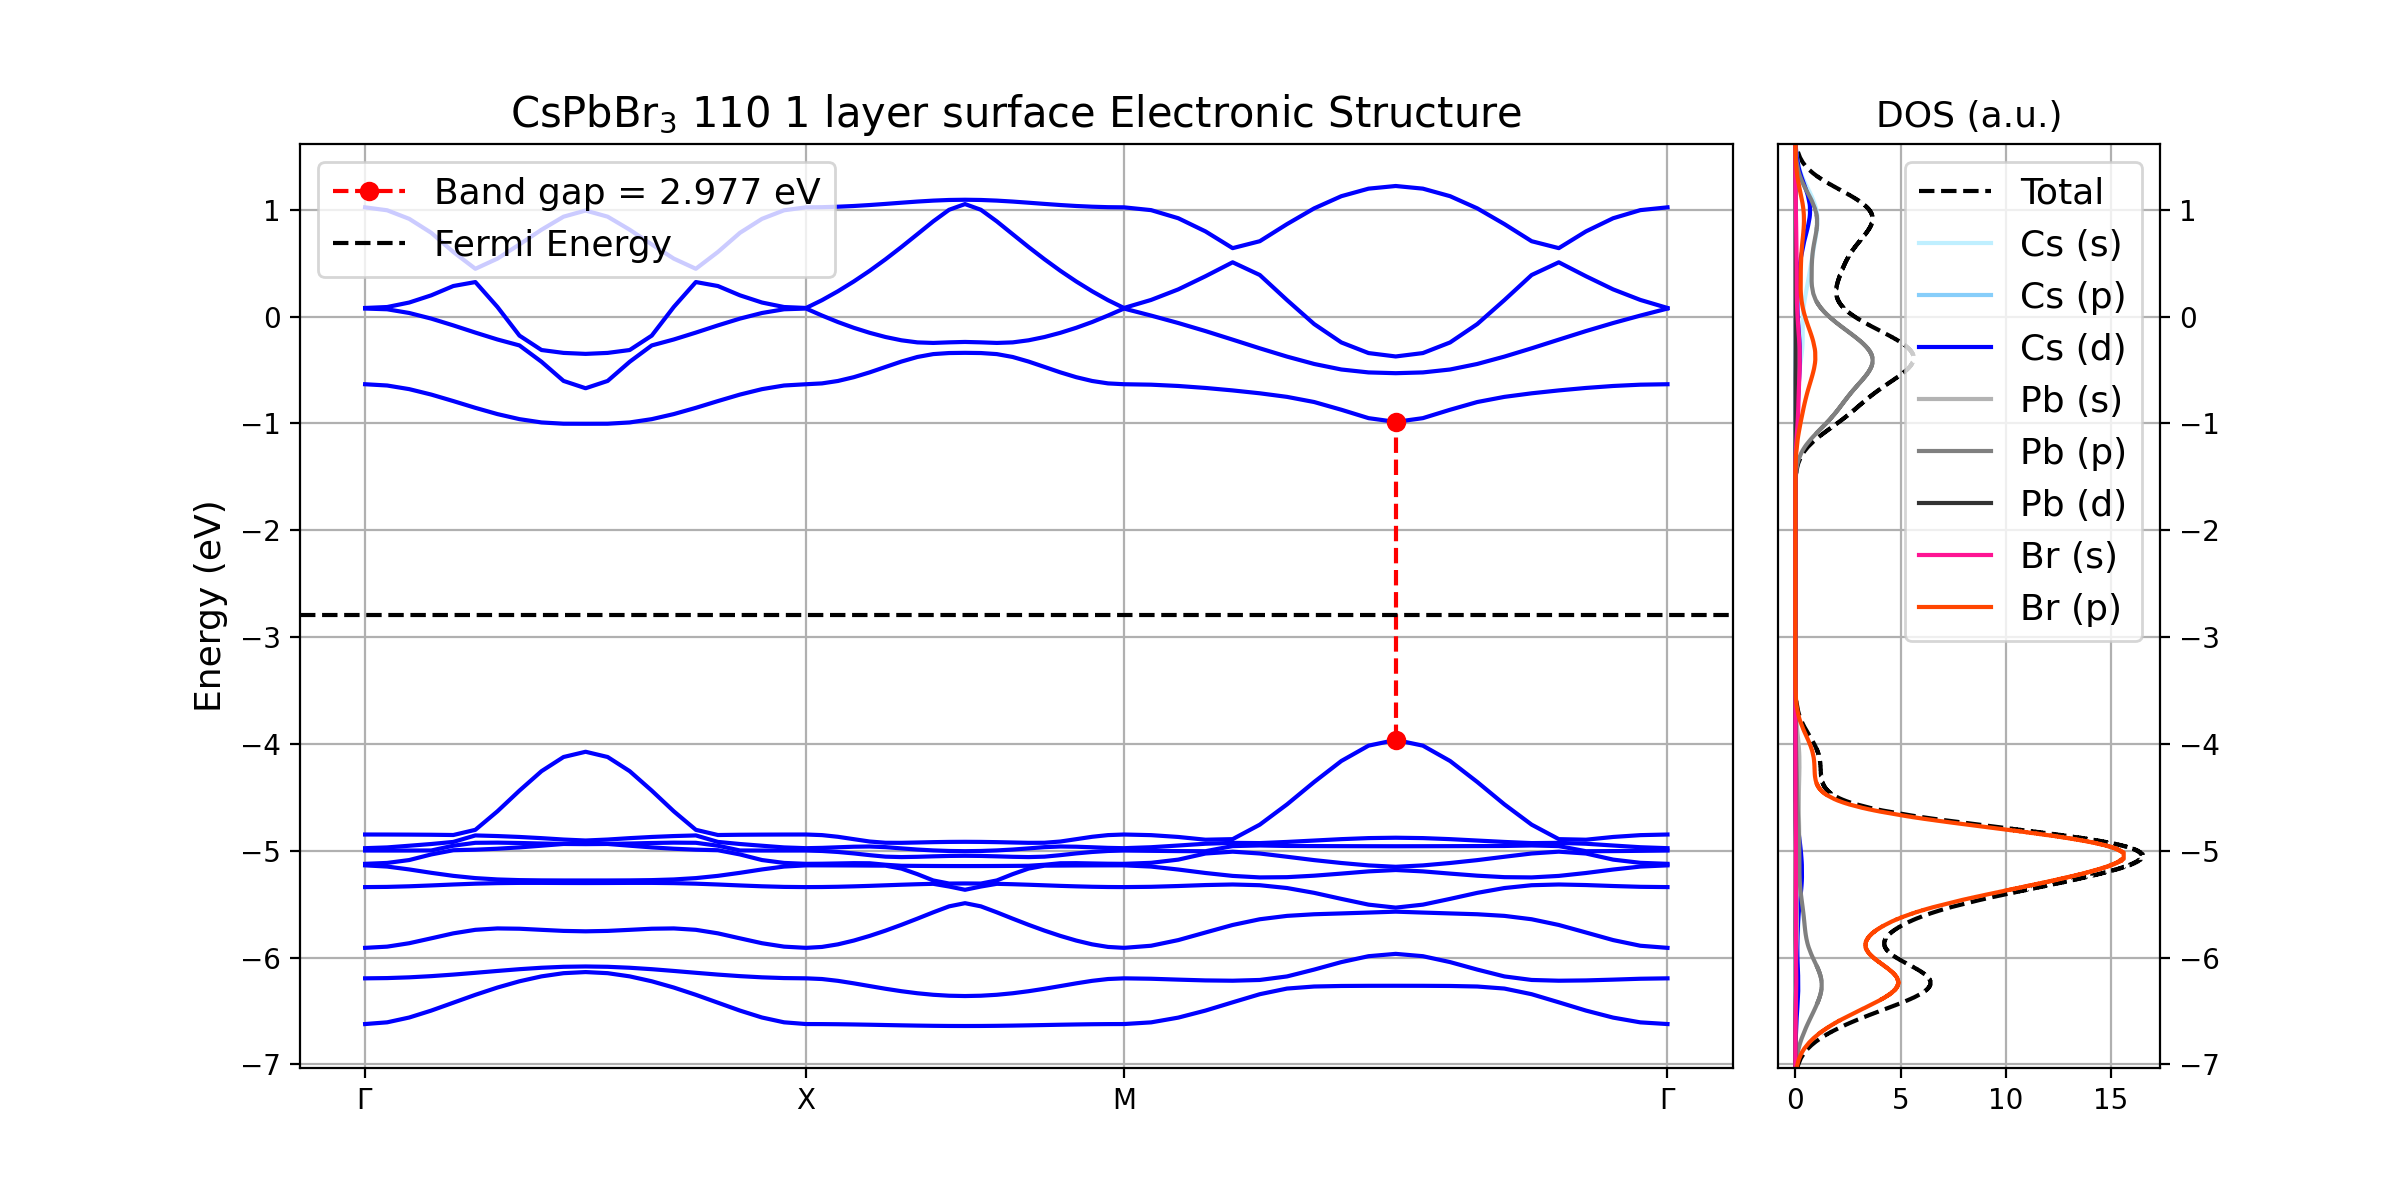 CsPbBr₃ 110 1 layer surface Electronic Structure
DOS (a.u.)
Band gap = 2.977 eV
Fermi Energy
Energy (eV)
1
0
−1
−2
−3
−4
−5
−6
−7
Γ
X
M
Γ
Total
Cs (s)
Cs (p)
Cs (d)
Pb (s)
Pb (p)
Pb (d)
Br (s)
Br (p)
1
0
−1
−2
−3
−4
−5
−6
−7
0
5
10
15